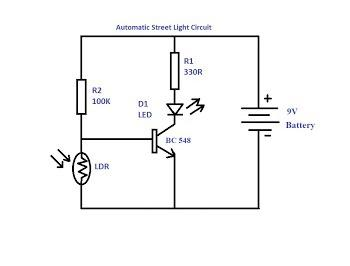 Automatic Street Light Circuit
R1
330R
R2
100K
D1
LED
+
9V
Battery
BC 548
-
LDR